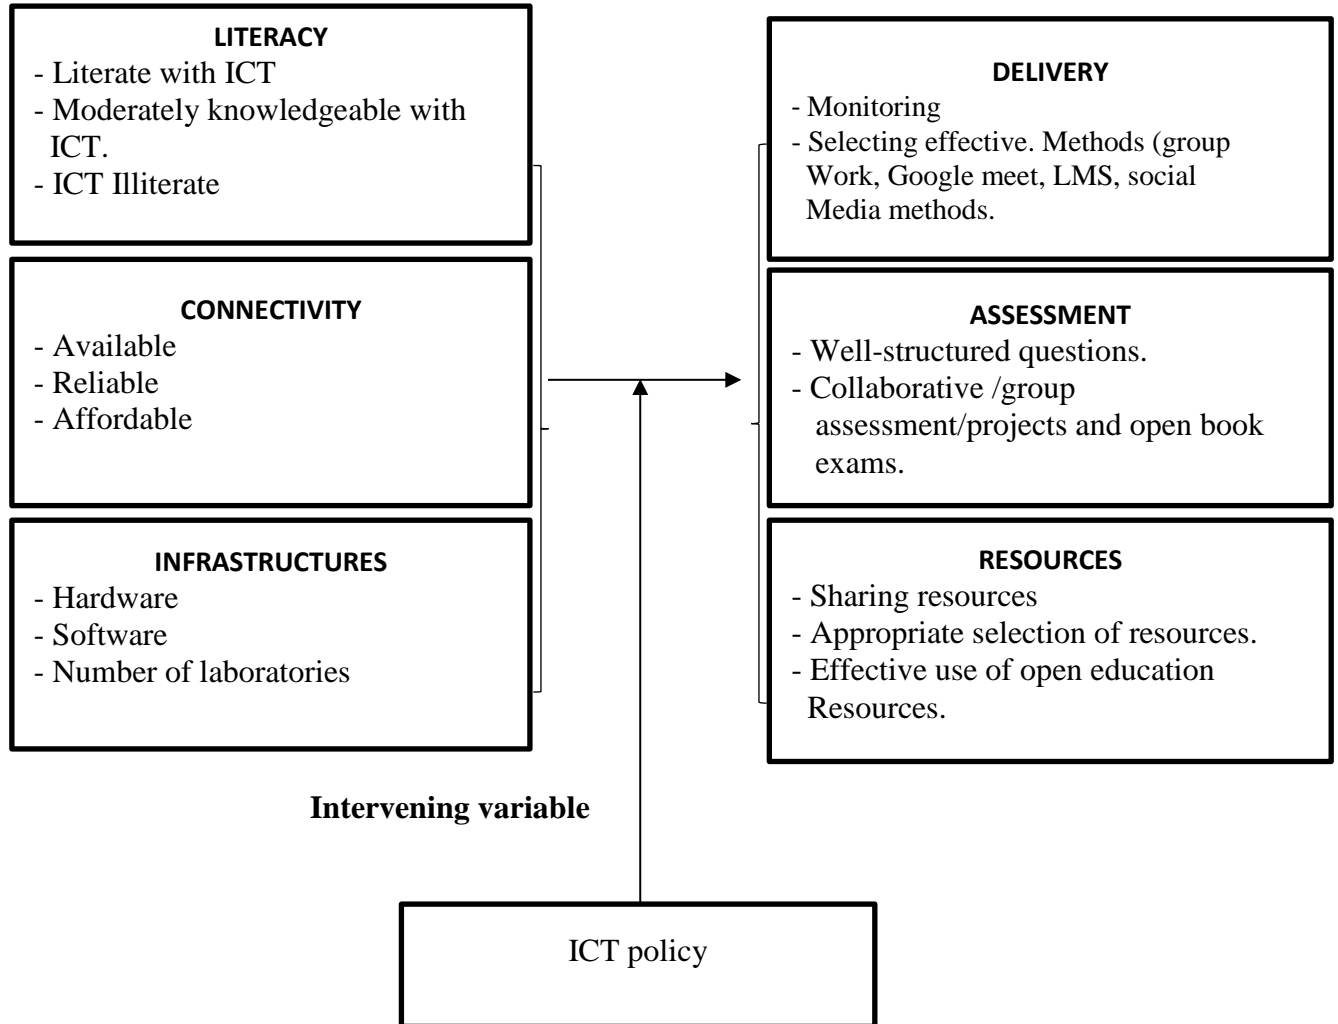 LITERACY
- Literate with ICT
- Moderately knowledgeable with
ICT.
- ICT Illiterate
CONNECTIVITY
- Available
- Reliable
- Affordable
INFRASTRUCTURES
- Hardware
- Software
- Number of laboratories
DELIVERY
- Monitoring
- Selecting effective. Methods (group
Work, Google meet, LMS, social
Media methods.
ASSESSMENT
- Well-structured questions.
- Collaborative /group
assessment/projects and open book
exams.
RESOURCES
- Sharing resources
- Appropriate selection of resources.
- Effective use of open education
Resources.
Intervening variable
ICT policy